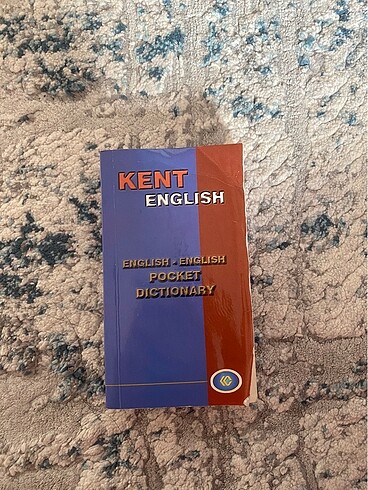 KENT
ENGLISH
ENGLISH - ENGLISH
POCKET
DICTIONARY